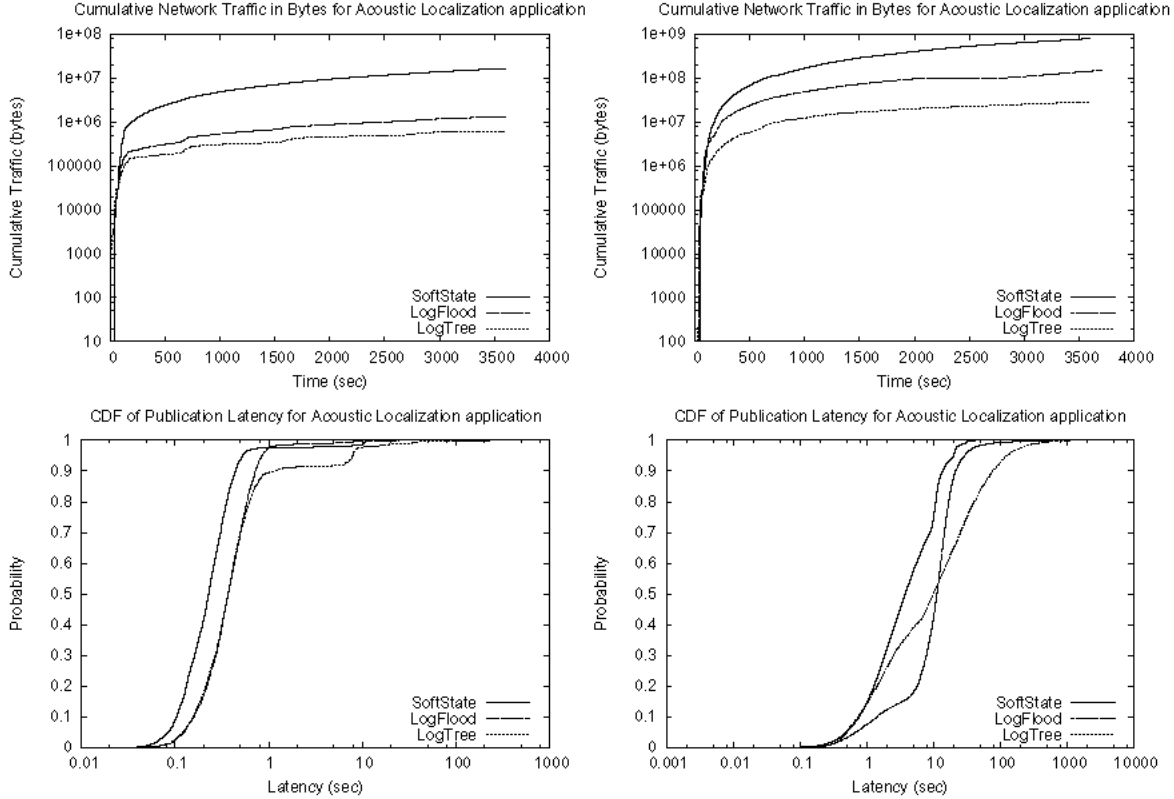 Cumulative Network Traffic in Bytes for Acoustic Localization application
1e+08
1e+07
1e+06
100000
10000
1000
100
10
Cumulative Traffic (bytes)
SoftState
LogFlood
LogTree
0 500 1000 1500 2000 2500 3000 3500 4000
Time (sec)
Cumulative Network Traffic in Bytes for Acoustic Localization application
1e+09
1e+08
1e+07
1e+06
100000
10000
1000
100
Cumulative Traffic (bytes)
SoftState
LogFlood
LogTree
0 500 1000 1500 2000 2500 3000 3500 4000
Time (sec)
CDF of Publication Latency for Acoustic Localization application
1
0.9
0.8
0.7
0.6
0.5
0.4
0.3
0.2
0.1
0
Probability
SoftState
LogFlood
LogTree
0.01 0.1 1 10 100 1000
Latency (sec)
CDF of Publication Latency for Acoustic Localization application
1
0.9
0.8
0.7
0.6
0.5
0.4
0.3
0.2
0.1
0
Probability
SoftState
LogFlood
LogTree
0.001 0.01 0.1 1 10 100 1000 10000
Latency (sec)